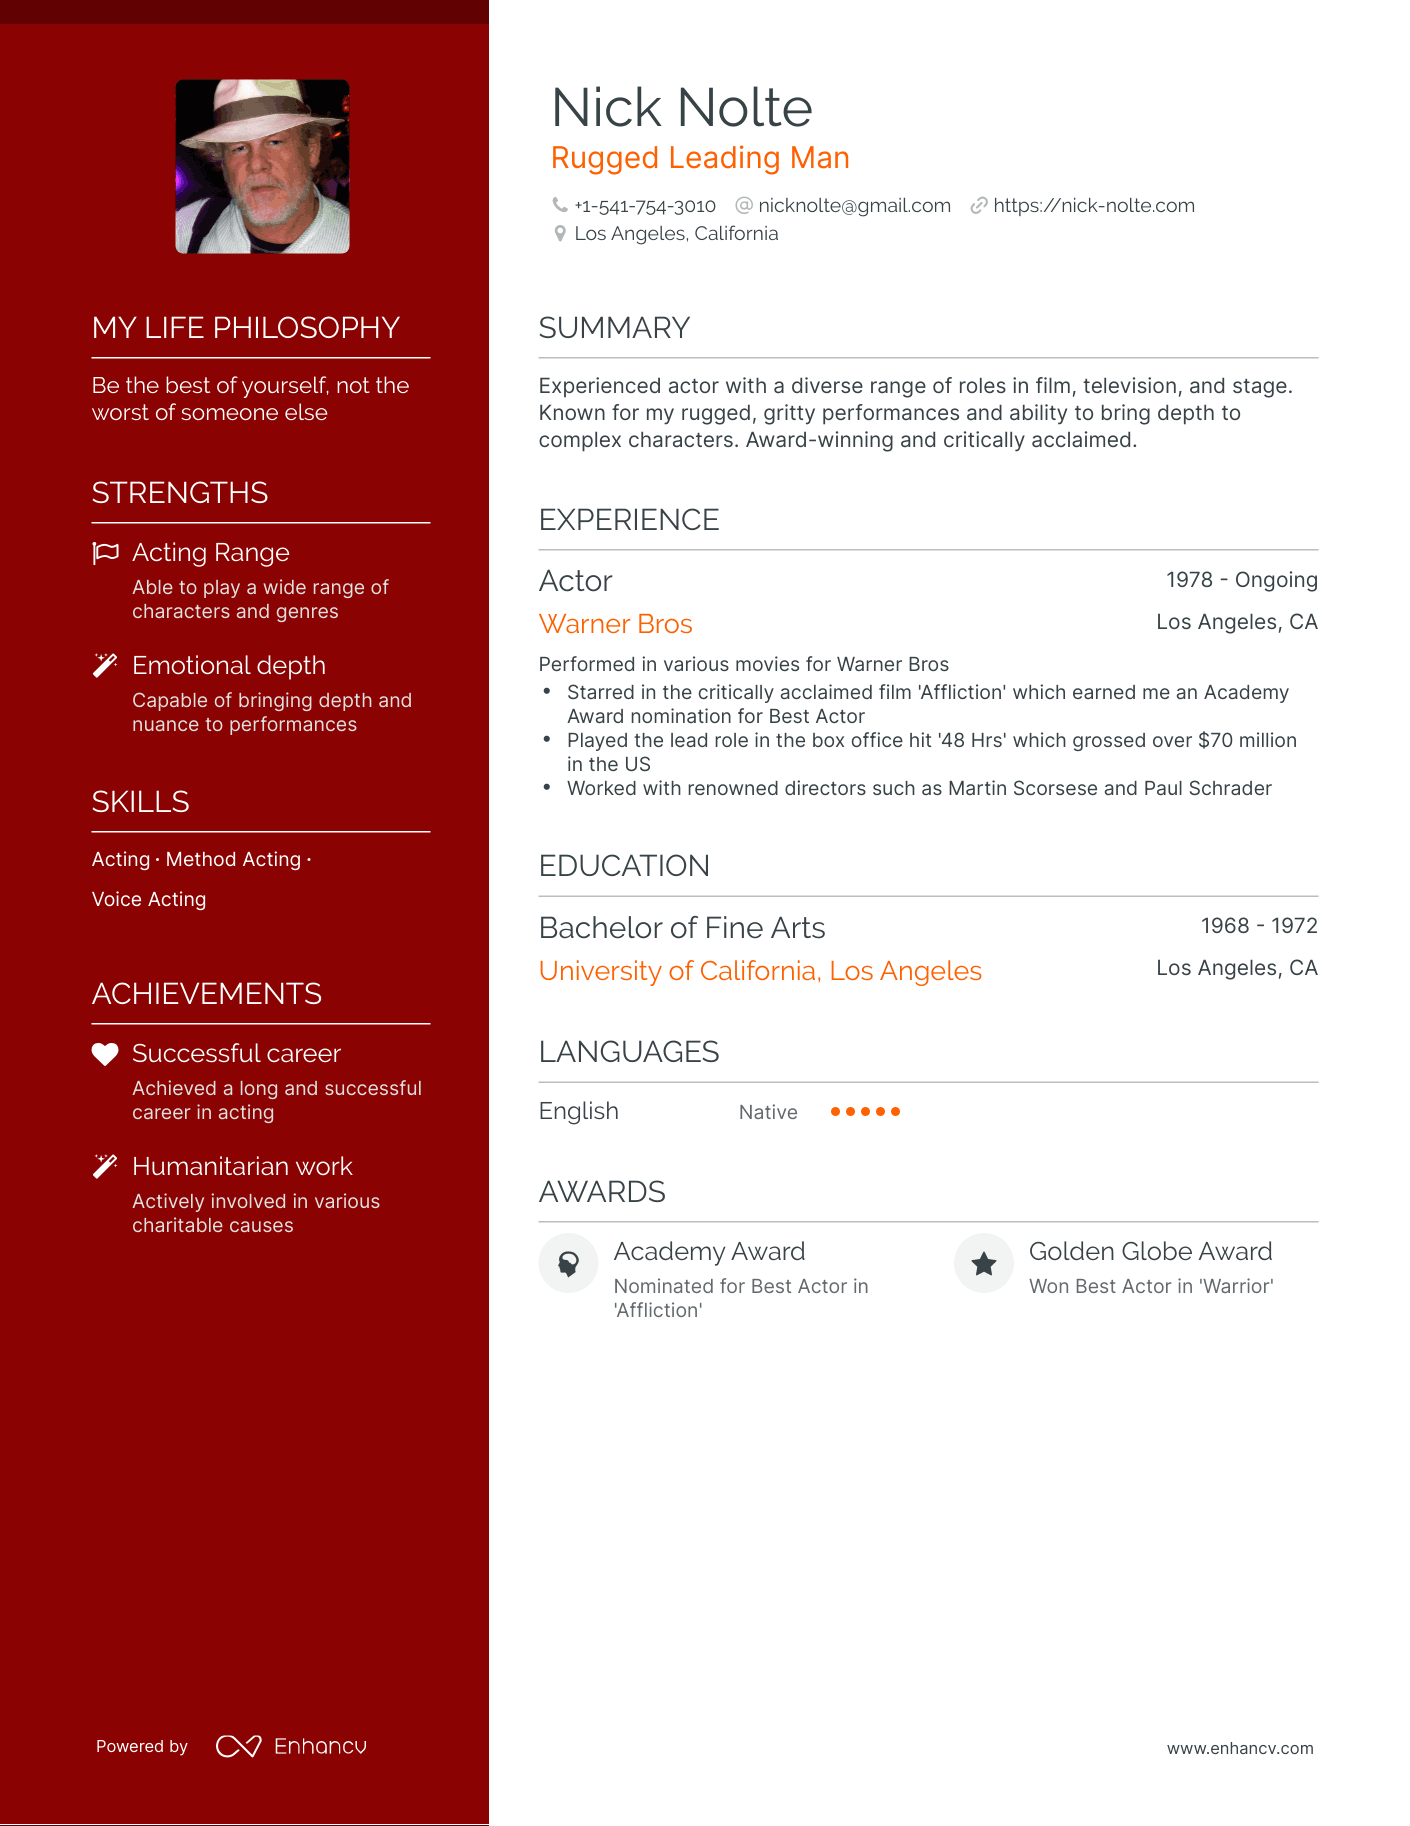 MY LIFE PHILOSOPHY
Be the best of yourself, not the
worst of someone else
STRENGTHS
Acting Range
Able to play a wide range of
characters and genres
Emotional depth
Capable of bringing depth and
nuance to performances
SKILLS
Acting · Method Acting ·
Voice Acting
ACHIEVEMENTS
Successful career
Achieved a long and successful
career in acting
Humanitarian work
Actively involved in various
charitable causes
Powered by Enhancv
Nick Nolte
Rugged Leading Man
+1-541-754-3010 @ nicknolte@gmail.com https://nick-nolte.com
Los Angeles, California
SUMMARY
Experienced actor with a diverse range of roles in film, television, and stage.
Known for my rugged, gritty performances and ability to bring depth to
complex characters. Award-winning and critically acclaimed.
EXPERIENCE
Actor 1978 - Ongoing
Warner Bros Los Angeles, CA
Performed in various movies for Warner Bros
• Starred in the critically acclaimed film 'Affliction' which earned me an Academy
Award nomination for Best Actor
• Played the lead role in the box office hit '48 Hrs' which grossed over $70 million
in the US
• Worked with renowned directors such as Martin Scorsese and Paul Schrader
EDUCATION
Bachelor of Fine Arts 1968 - 1972
University of California, Los Angeles Los Angeles, CA
LANGUAGES
English Native
AWARDS
Academy Award
Nominated for Best Actor in
'Affliction'
Golden Globe Award
Won Best Actor in 'Warrior'
www.enhancv.com